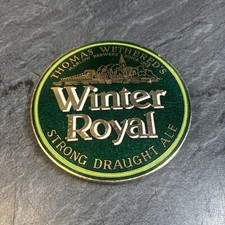 THOMAS WETHERED'S
Winter
Royal
STRONG DRAUGHT ALE